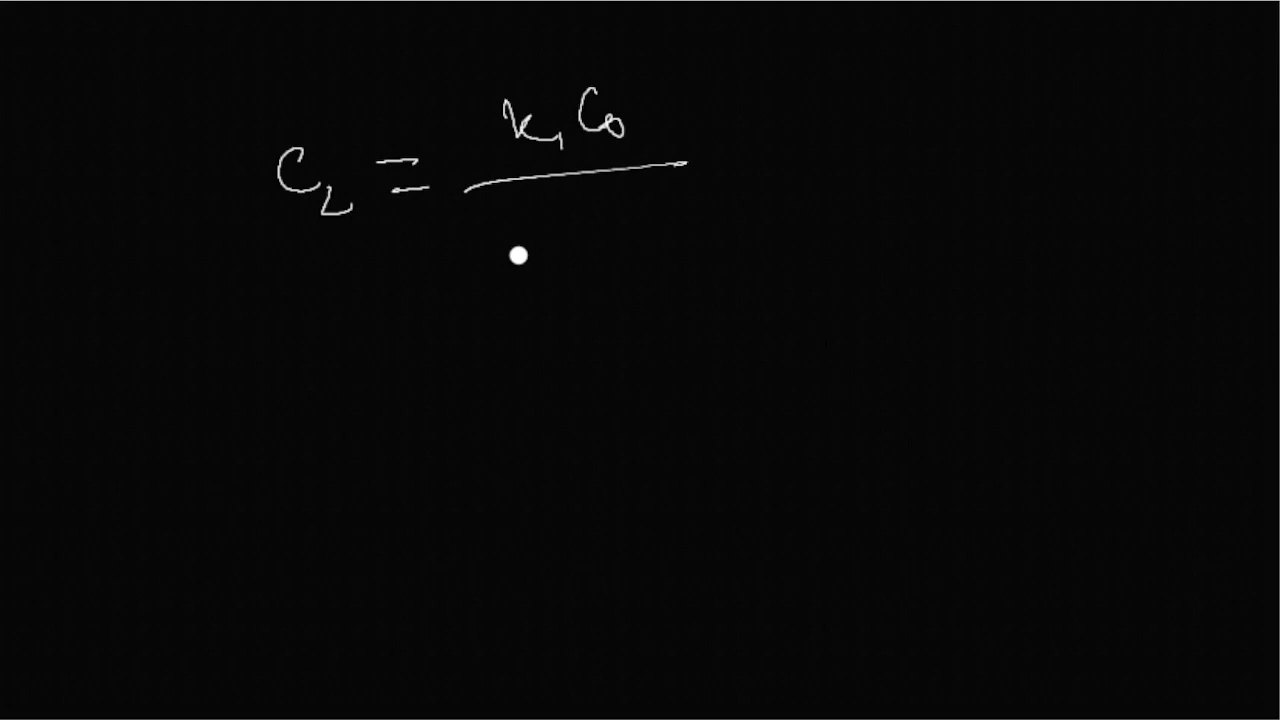 C₂ = k₁C₀ /